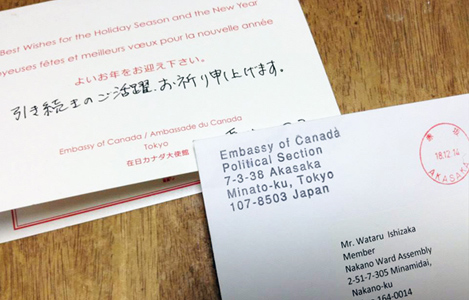 Best Wishes for the Holiday Season and the New Year
oyeuses fêtes et meilleurs vœux pour la nouvelle année
よいお年をお迎え下さい。
引き続きのご活躍、お祈り申し上げます。
Embassy of Canada / Ambassade du Canada
Tokyo
在日カナダ大使館
Embassy of Canada
Political Section
7-3-38 AKASAKA
Minato-ku, Tokyo
107-8503 Japan
18.12.14
AKASAKA
Mr. Wataru Ishizaka
Member
Nakano Ward Assembly
2-51-7-305 Minamidai,
Nakano-ku
164-0014